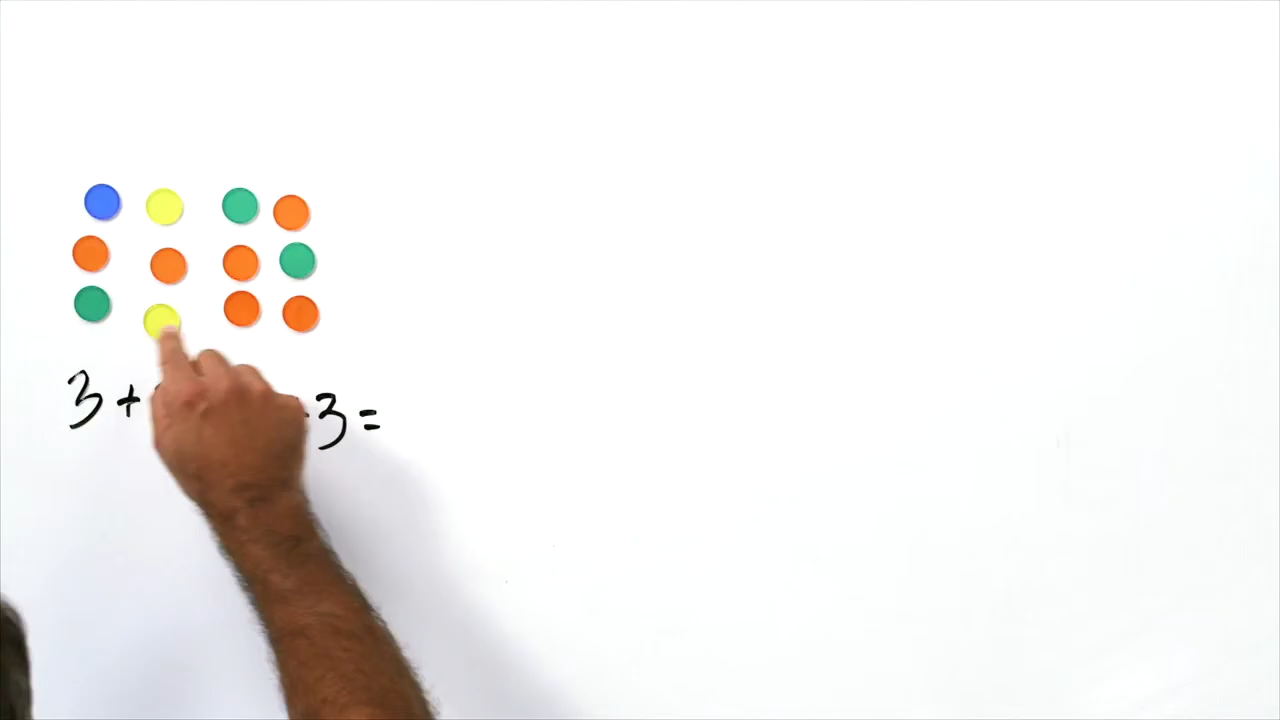 3 + 3 =